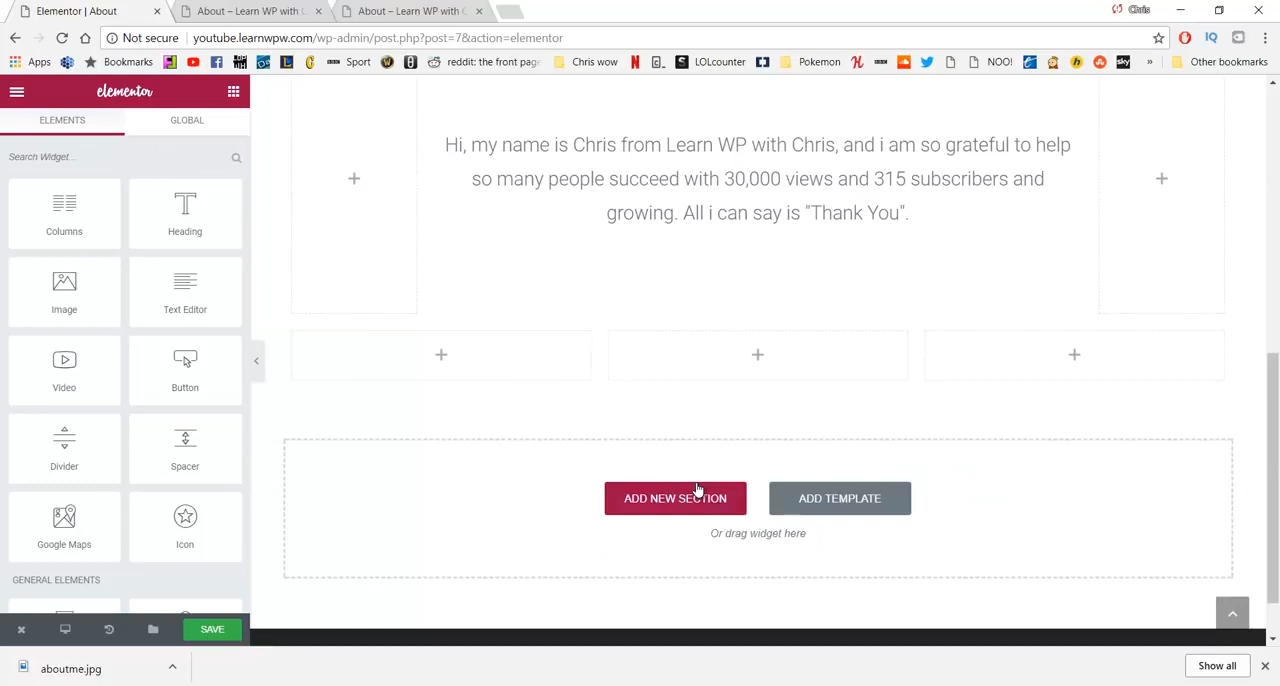 Elementor | About
About – Learn WP with C
About – Learn WP with C
Chris
Not secure
youtube.learnwpw.com/wp-admin/post.php?post=7&action=elementor
Apps
Bookmarks
Sport
reddit: the front page
Chris wow
LOLcounter
Pokemon
NOO!
sky
»
Other bookmarks
elementor
ELEMENTS
GLOBAL
Search Widget...
Columns
Heading
Image
Text Editor
Video
Button
Divider
Spacer
Google Maps
Icon
GENERAL ELEMENTS
SAVE
Hi, my name is Chris from Learn WP with Chris, and i am so grateful to help
so many people succeed with 30,000 views and 315 subscribers and
growing. All i can say is "Thank You".
ADD NEW SECTION
ADD TEMPLATE
Or drag widget here
aboutme.jpg
Show all